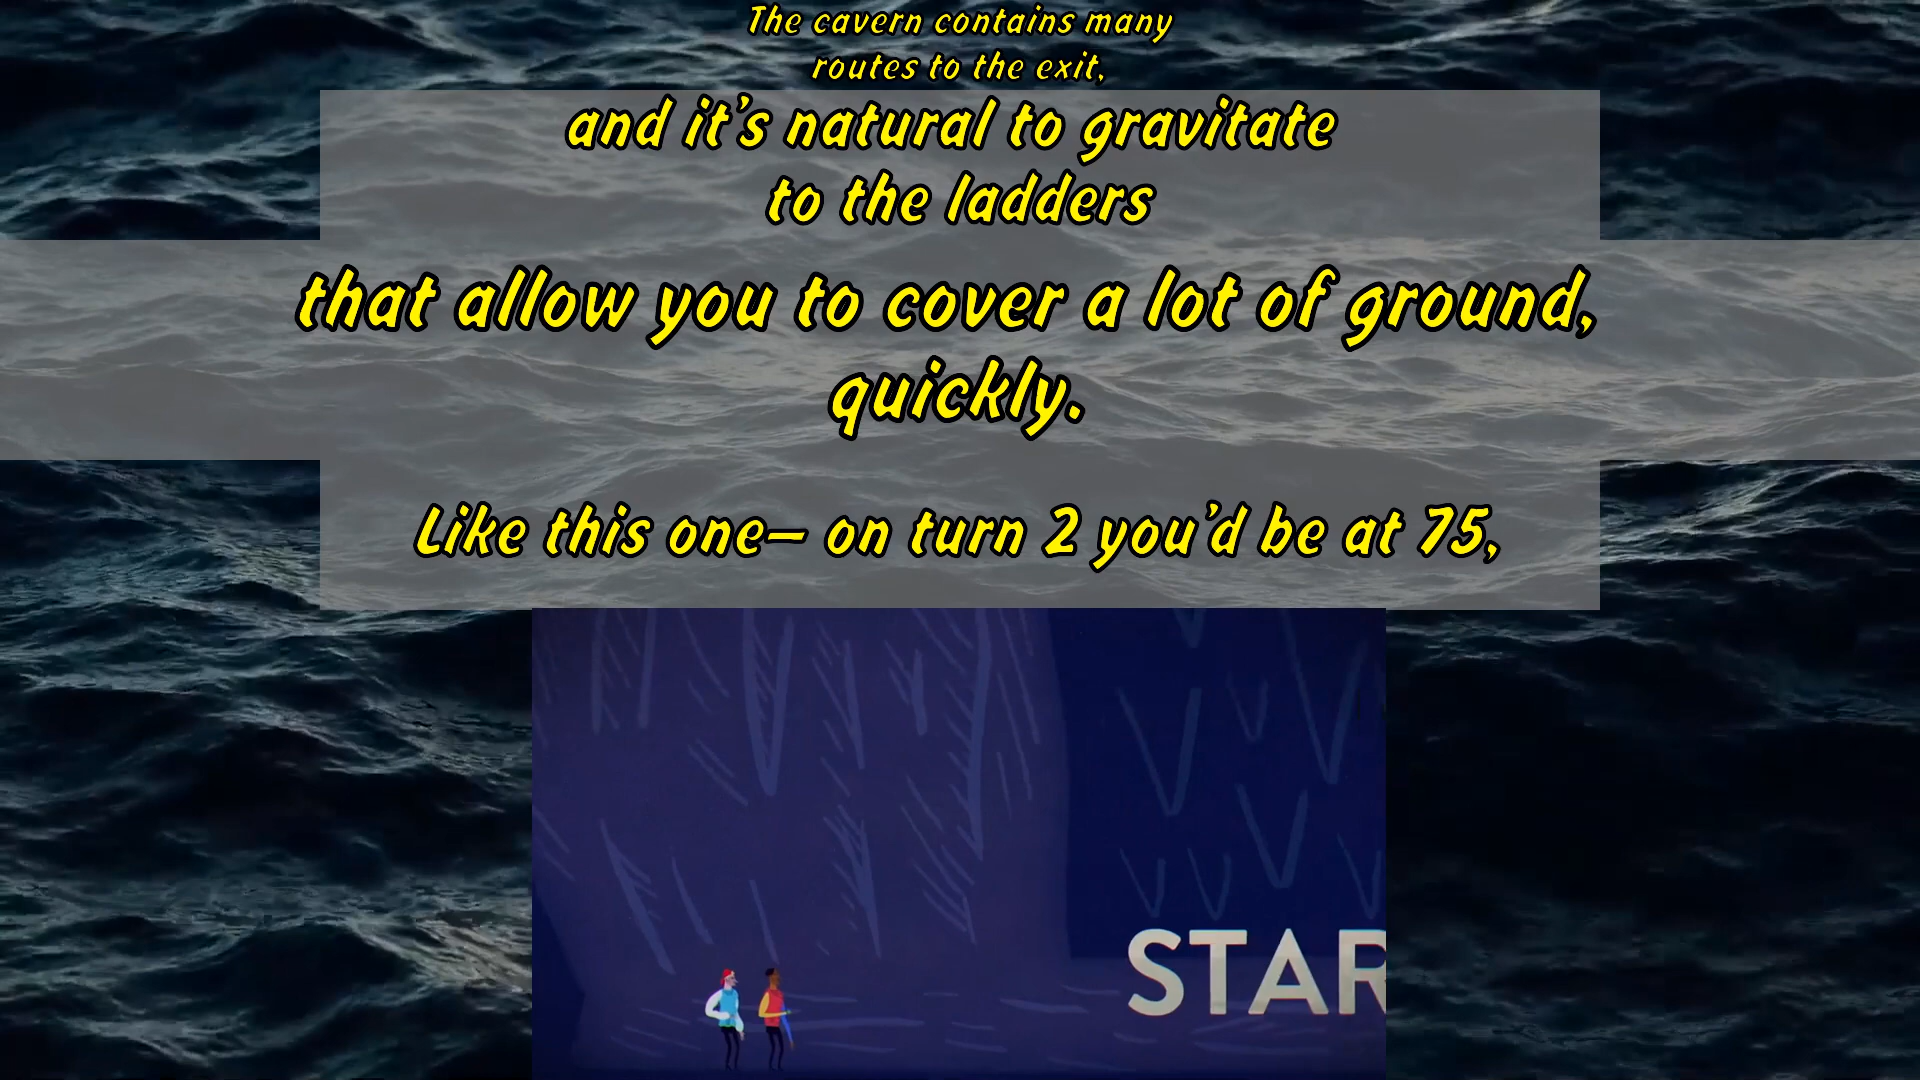 The cavern contains many
routes to the exit,
and it’s natural to gravitate
to the ladders
that allow you to cover a lot of ground,
quickly.
Like this one— on turn 2 you’d be at 75,
STAR